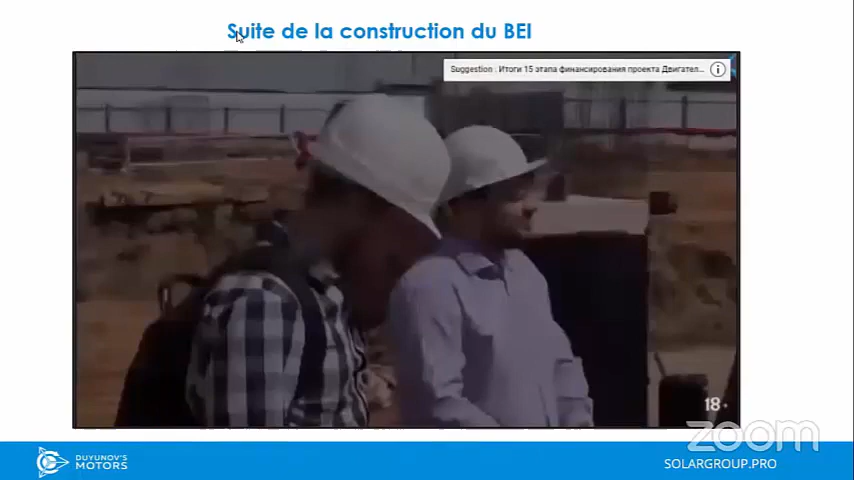 Suite de la construction du BEI
Suggestion : Итоги 15 этапа финансирования проекта Двигател...
18+
zoom
DUYUNOV'S
MOTORS
SOLARGROUP.PRO